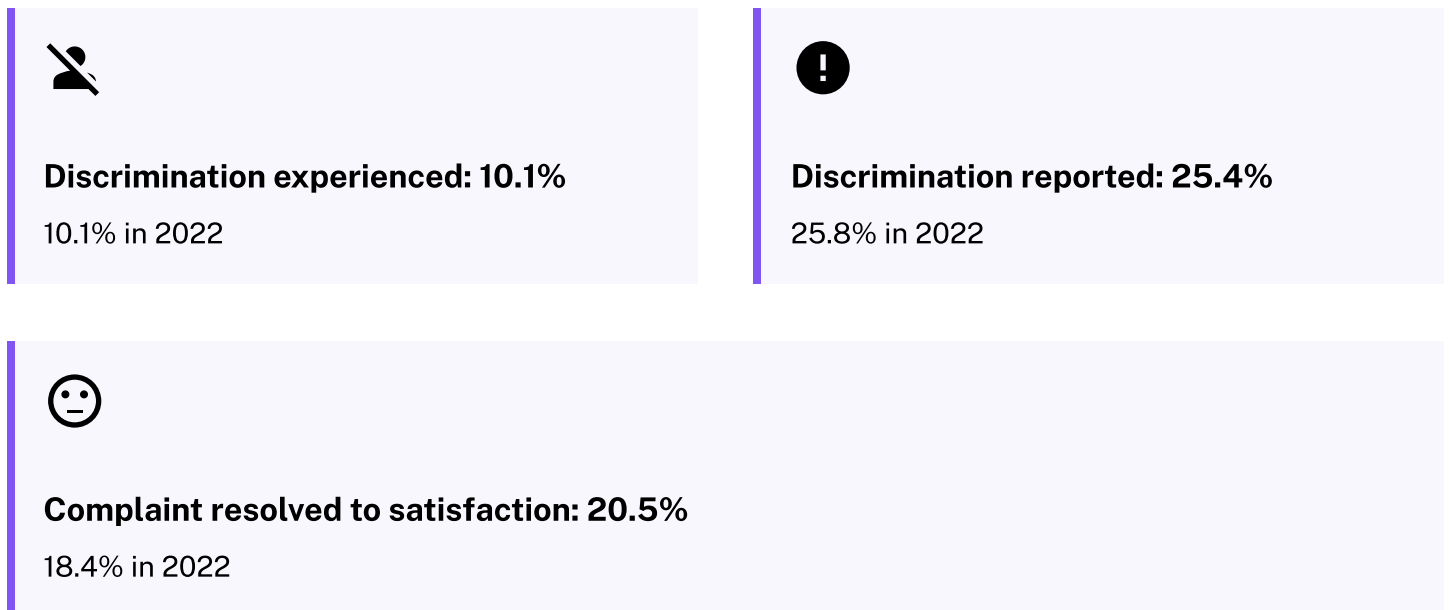 Discrimination experienced: 10.1%
10.1% in 2022
Discrimination reported: 25.4%
25.8% in 2022
Complaint resolved to satisfaction: 20.5%
18.4% in 2022